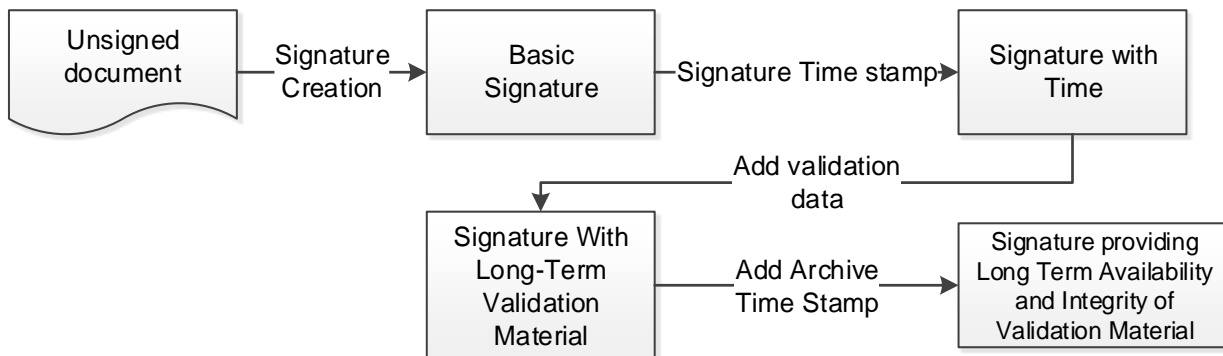 Unsigned
document
Signature
Creation
Basic
Signature
Signature Time stamp
Signature with
Time
Add validation
data
Signature With
Long-Term
Validation
Material
Add Archive
Time Stamp
Signature providing
Long Term Availability
and Integrity of
Validation Material